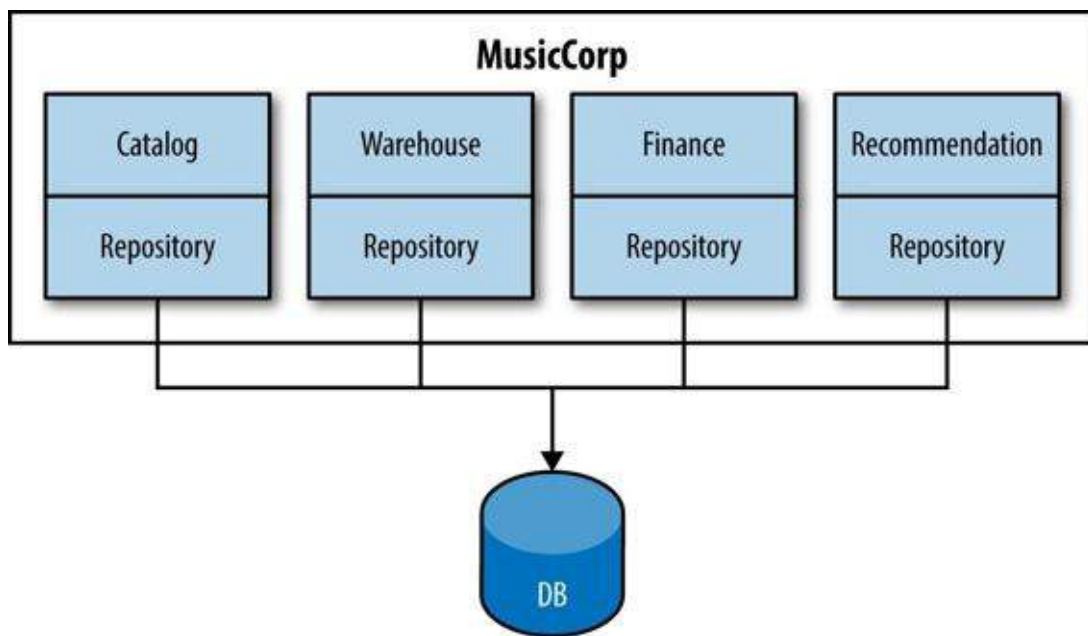 MusicCorp
Catalog Warehouse Finance Recommendation
Repository Repository Repository Repository
DB